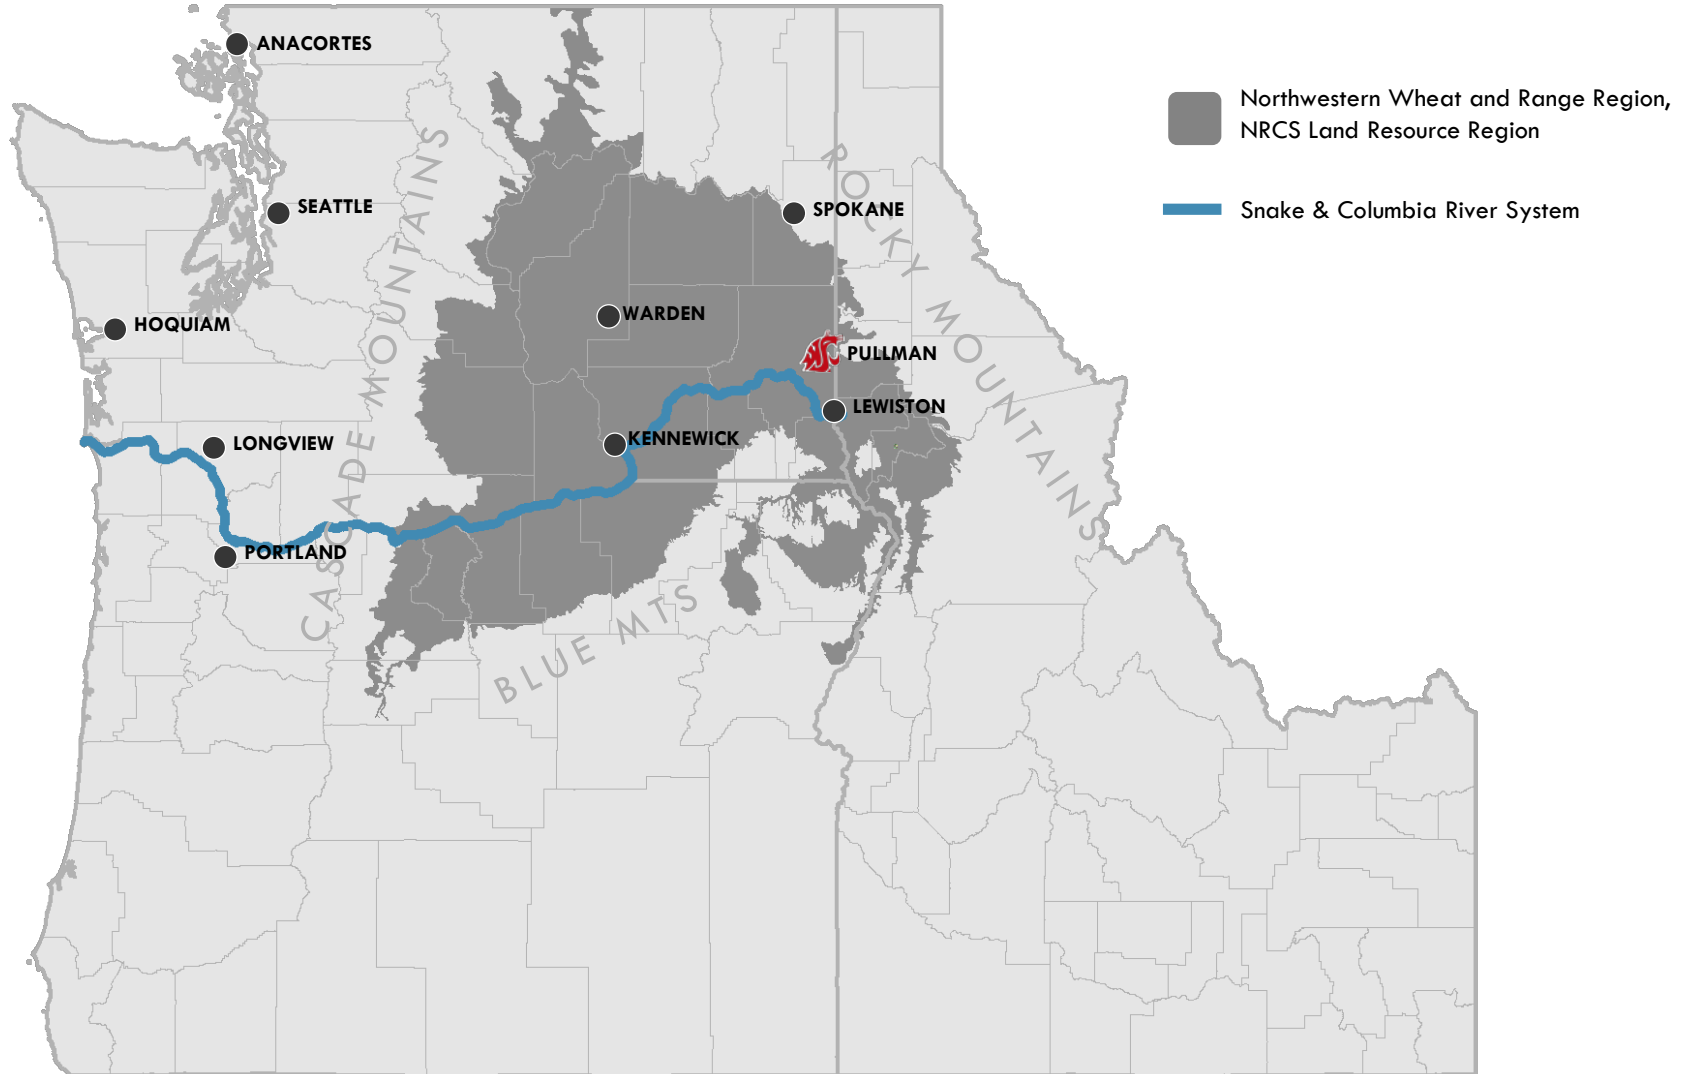 ANACORTES
Northwestern Wheat and Range Region,
NRCS Land Resource Region
SEATTLE
SPOKANE
Snake & Columbia River System
CASCADE MOUNTAINS
ROCKY MOUNTAINS
HOQUIAM
WARDEN
PULLMAN
LEWISTON
LONGVIEW
KENNEWICK
PORTLAND
BLUE MTS
WSU